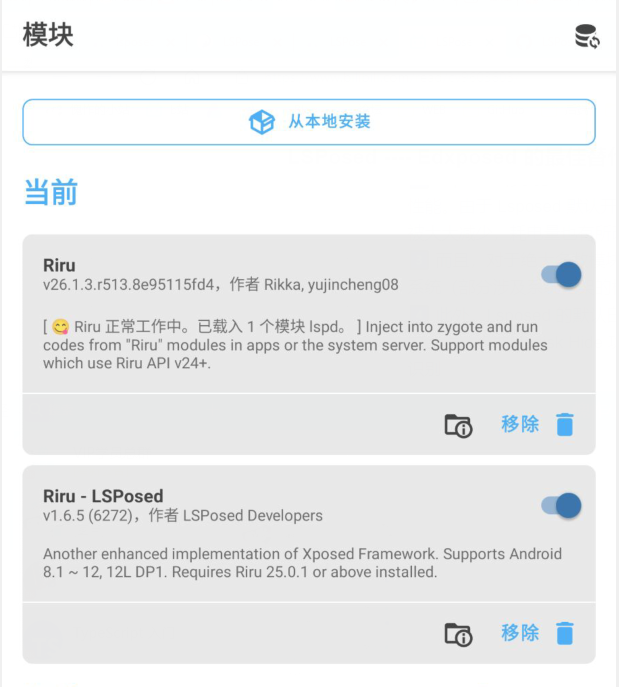 模块
从本地安装
当前
Riru
v26.1.3.r513.8e95115fd4，作者 Rikka, yujincheng08
[ 😋 Riru 正常工作中。已载入 1 个模块 lspd。 ] Inject into zygote and run
codes from "Riru" modules in apps or the system server. Support modules
which use Riru API v24+.
移除
Riru - LSPosed
v1.6.5 (6272)，作者 LSPosed Developers
Another enhanced implementation of Xposed Framework. Supports Android
8.1 ~ 12, 12L DP1. Requires Riru 25.0.1 or above installed.
移除